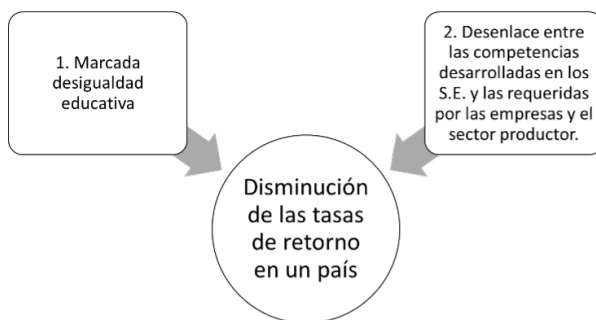 1. Marcada
desigualdad
educativa
2. Desenlace entre
las competencias
desarrolladas en los
S.E. y las requeridas
por las empresas y el
sector productor.
Disminución
de las tasas
de retorno
en un país